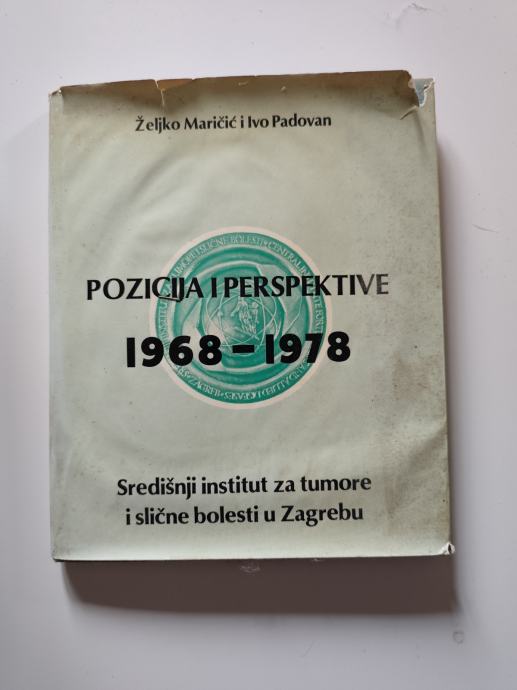 Željko Maričić i Ivo Padovan
POZICIJA I PERSPEKTIVE
1968–1978
Središnji institut za tumore
i slične bolesti u Zagrebu